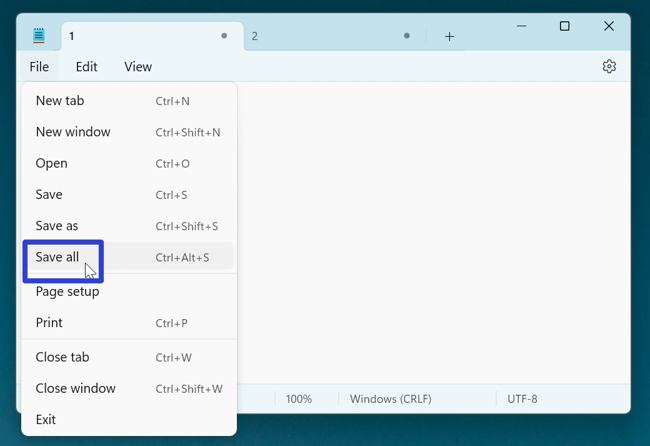 1
2
File Edit View
New tab Ctrl+N
New window Ctrl+Shift+N
Open Ctrl+O
Save Ctrl+S
Save as Ctrl+Shift+S
Save all Ctrl+Alt+S
Page setup
Print Ctrl+P
Close tab Ctrl+W
Close window Ctrl+Shift+W
Exit
100% Windows (CRLF) UTF-8